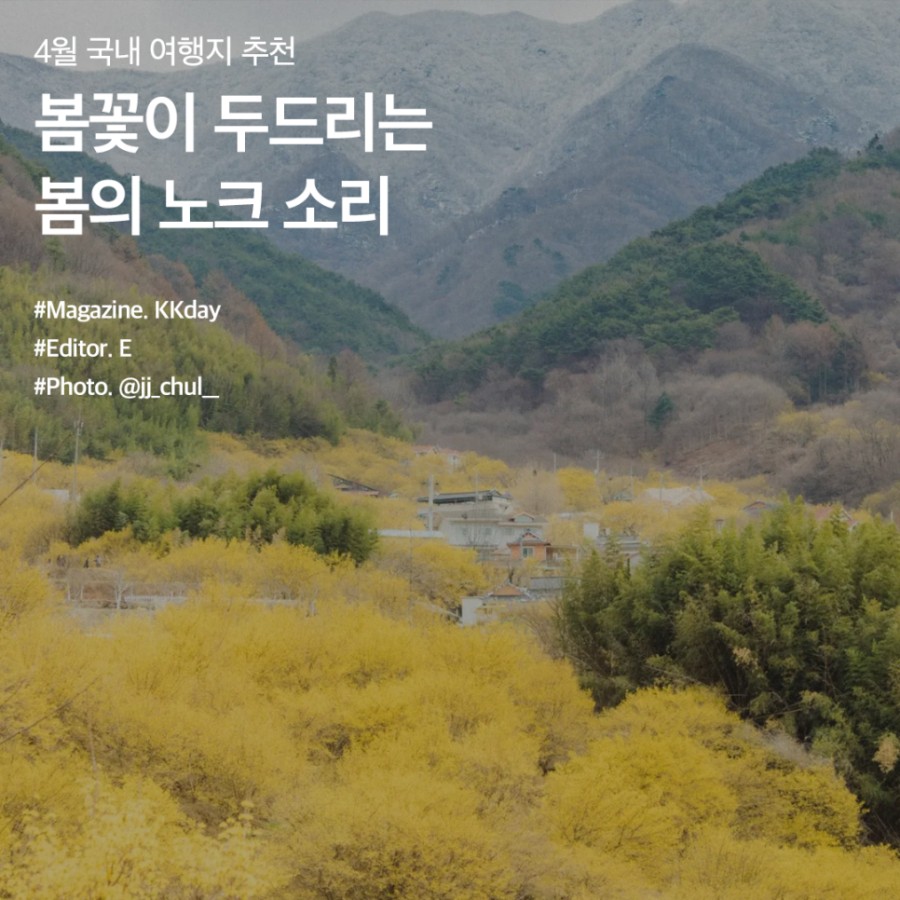 4월 국내 여행지 추천
봄꽃이 두드리는
봄의 노크 소리
#Magazine. KKday
#Editor. E
#Photo. @jj_chul__